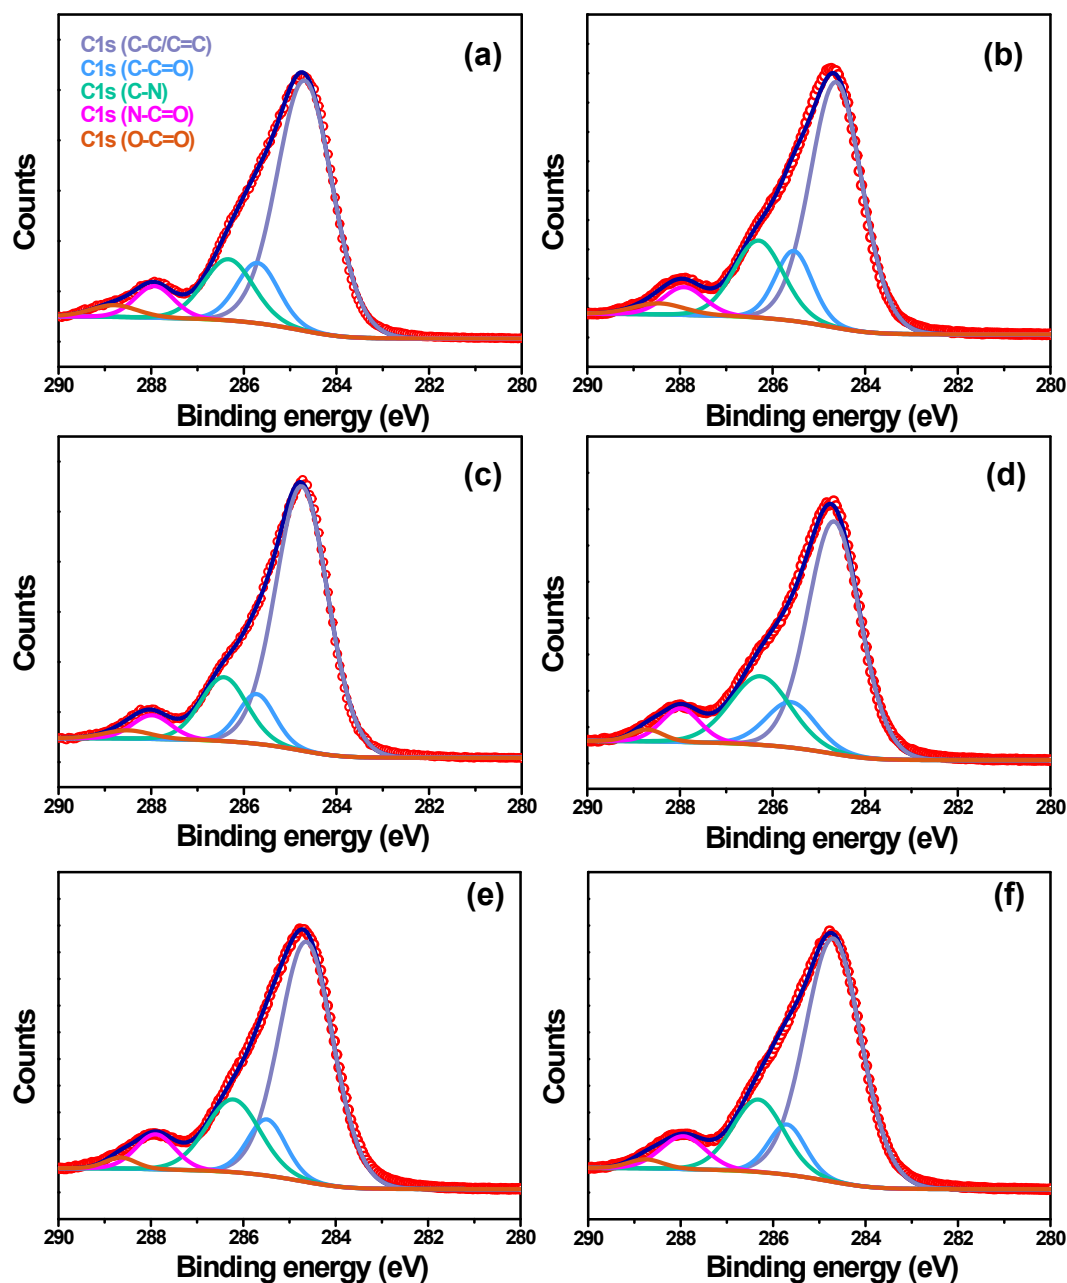 (a)
C1s (C-C/C=C)
C1s (C-C=O)
C1s (C-N)
C1s (N-C=O)
C1s (O-C=O)
Counts
290 288 286 284 282 280
Binding energy (eV)
(b)
Counts
290 288 286 284 282 280
Binding energy (eV)
(c)
Counts
290 288 286 284 282 280
Binding energy (eV)
(d)
Counts
290 288 286 284 282 280
Binding energy (eV)
(e)
Counts
290 288 286 284 282 280
Binding energy (eV)
(f)
Counts
290 288 286 284 282 280
Binding energy (eV)